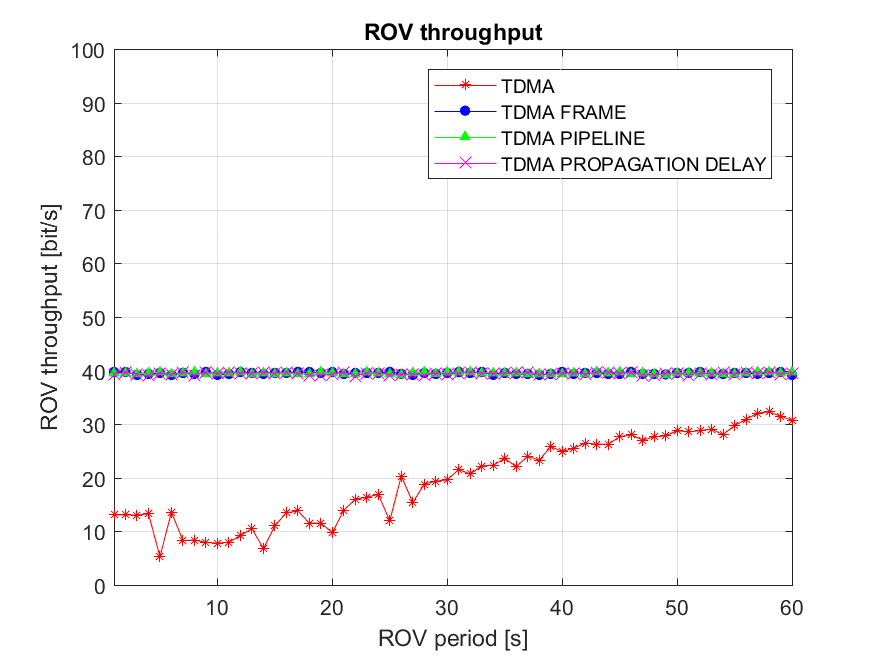 ROV throughput
100
90
80
70
60
50
40
30
20
10
0
ROV throughput [bit/s]
TDMA
TDMA FRAME
TDMA PIPELINE
TDMA PROPAGATION DELAY
10
20
30
40
50
60
ROV period [s]